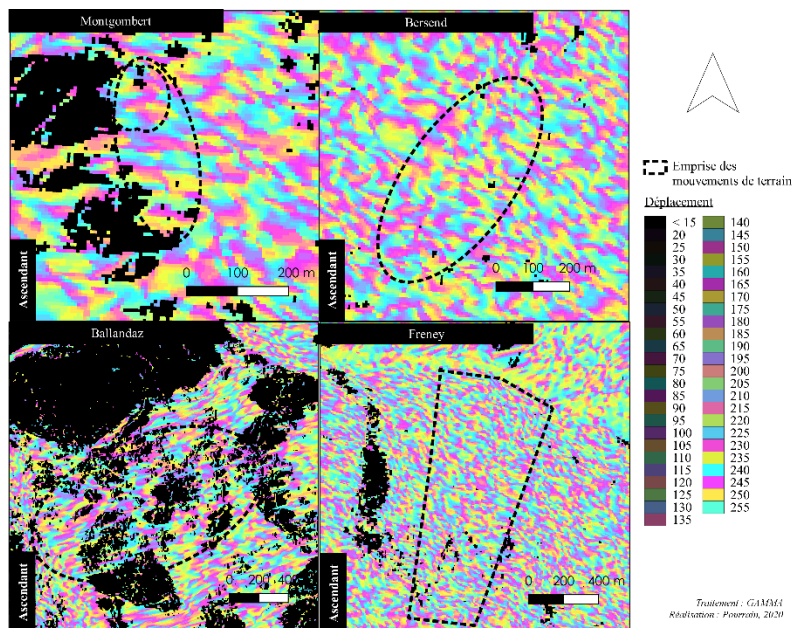 Montgombert
Bersend
Ascendant
0 100 200 m
Ascendant
0 100 200 m
Ballandaz
Freney
Ascendant
0 200 400 m
Ascendant
0 200 400 m
Emprise des
mouvements de terrain
Déplacement
< 15 140
20 145
25 150
30 155
35 160
40 165
45 170
50 175
55 180
60 185
65 190
70 195
75 200
80 205
85 210
90 215
95 220
100 225
105 230
110 235
115 240
120 245
125 250
130 255
135
Traitement : GAMMA
Réalisation : Pourrain, 2020